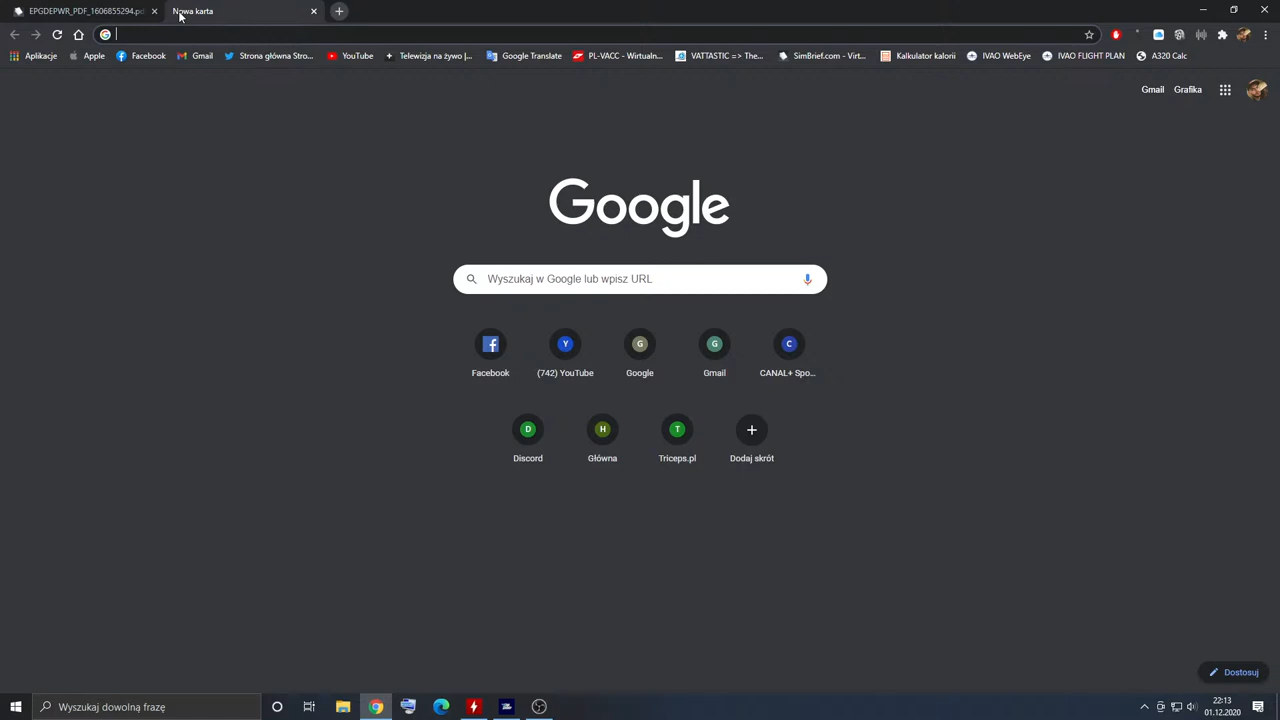 EPGDEPWR_PDF_1606855294.pd
Nowa karta
Aplikacje
Apple
Facebook
Gmail
Strona główna Stro...
YouTube
Telewizja na żywo |...
Google Translate
PL-VACC - Wirtualn...
VATTASTIC => The...
SimBrief.com - Virt...
Kalkulator kalorii
IVAO WebEye
IVAO FLIGHT PLAN
A320 Calc
Gmail
Grafika
Google
Wyszukaj w Google lub wpisz URL
Facebook
Y
(742) YouTube
G
Google
G
Gmail
C
CANAL+ Spo...
D
Discord
H
Główna
T
Triceps.pl
Dodaj skrót
Dostosuj
Wyszukaj dowolną frazę
22:13
01.12.2020